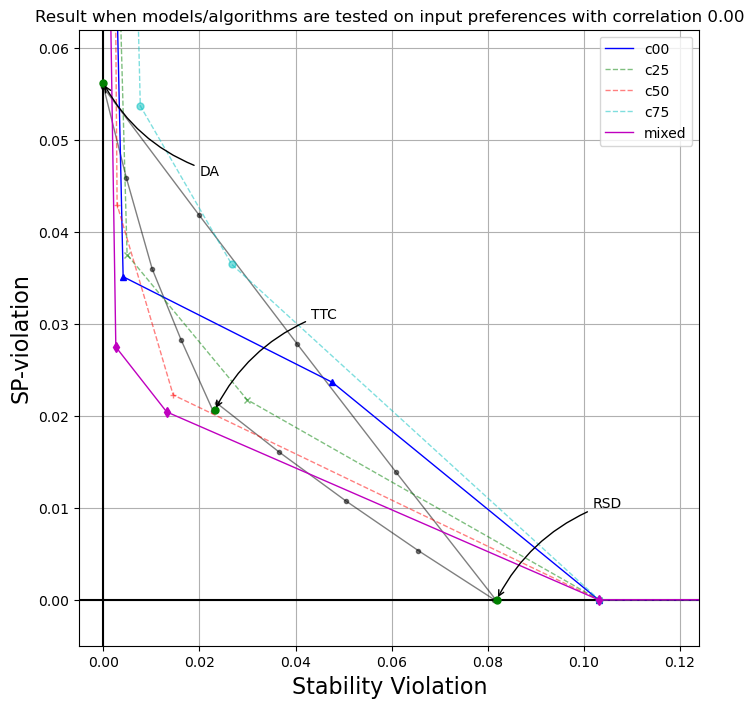 Result when models/algorithms are tested on input preferences with correlation 0.00
c00
c25
c50
c75
mixed
DA
TTC
RSD
0.06
0.05
0.04
0.03
0.02
0.01
0.00
SP-violation
0.00 0.02 0.04 0.06 0.08 0.10 0.12
Stability Violation